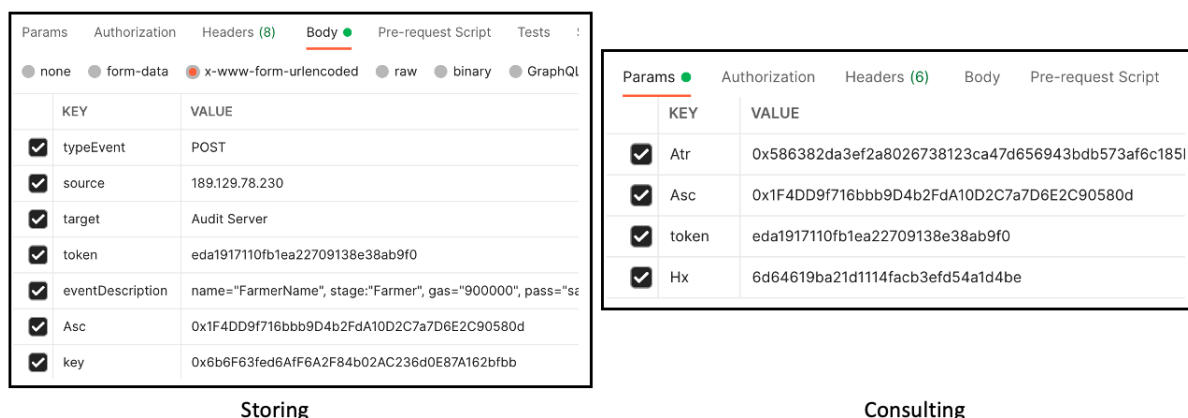 Params Authorization Headers (8) Body Pre-request Script Tests
none form-data x-www-form-urlencoded raw binary GraphQL
KEY VALUE
typeEvent POST
source 189.129.78.230
target Audit Server
token eda1917110fb1ea22709138e38ab9f0
eventDescription name="FarmerName", stage:"Farmer", gas="900000", pass="sa
Asc 0x1F4DD9f716bbb9D4b2FdA10D2C7a7D6E2C90580d
key 0x6b6F63fed6AfF6A2F84b02AC236d0E87A162bfbb
Storing
Params Authorization Headers (6) Body Pre-request Script
KEY VALUE
Atr 0x586382da3ef2a8026738123ca47d656943bdb573af6c185
Asc 0x1F4DD9f716bbb9D4b2FdA10D2C7a7D6E2C90580d
token eda1917110fb1ea22709138e38ab9f0
Hx 6d64619ba21d1114facb3efd54a1d4be
Consulting